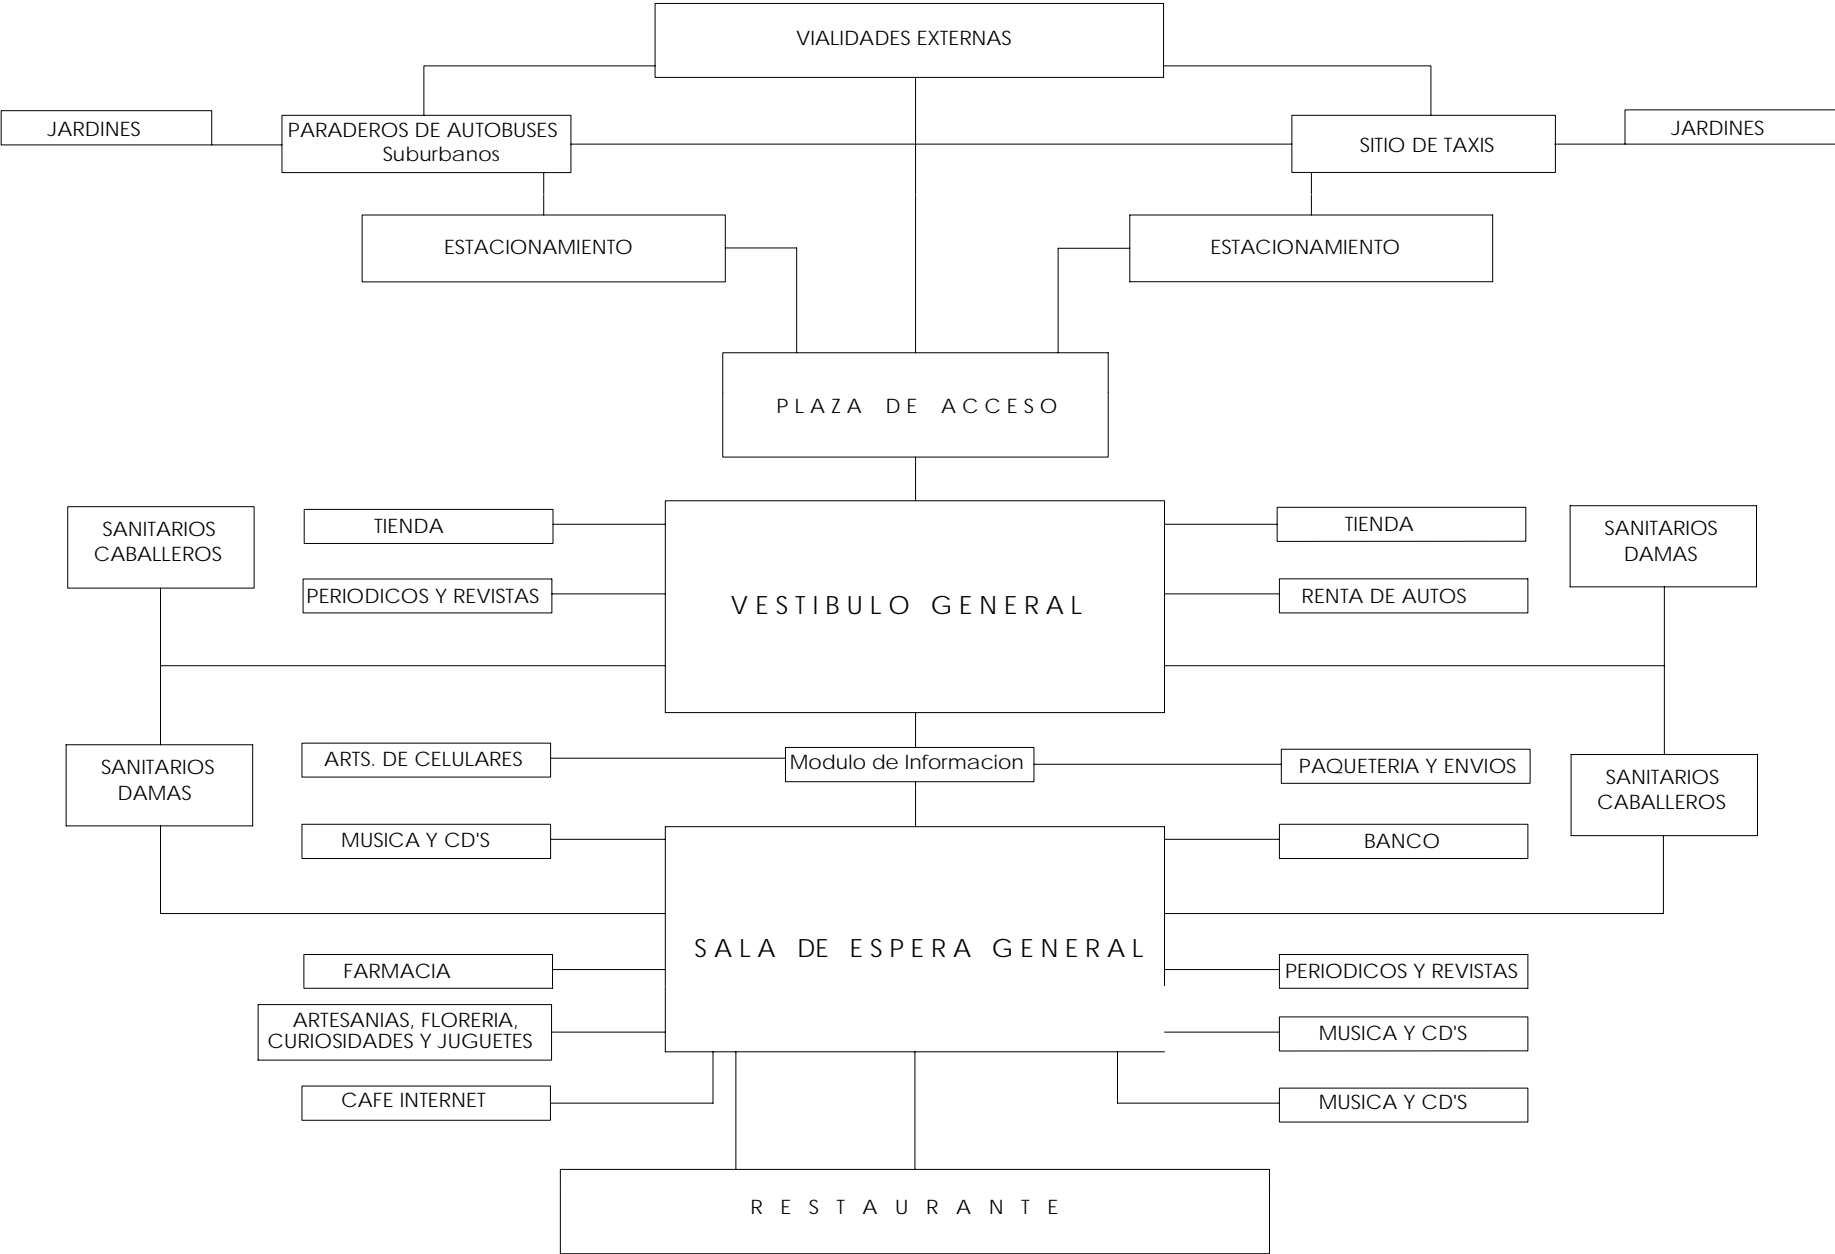 VIALIDADES EXTERNAS
JARDINES
PARADEROS DE AUTOBUSES
Suburbanos
SITIO DE TAXIS
JARDINES
ESTACIONAMIENTO
ESTACIONAMIENTO
PLAZA DE ACCESO
SANITARIOS
CABALLEROS
TIENDA
TIENDA
SANITARIOS
DAMAS
PERIODICOS Y REVISTAS
VESTIBULO GENERAL
RENTA DE AUTOS
SANITARIOS
DAMAS
ARTS. DE CELULARES
Modulo de Informacion
PAQUETERIA Y ENVIOS
SANITARIOS
CABALLEROS
MUSICA Y CD'S
BANCO
SALA DE ESPERA GENERAL
FARMACIA
PERIODICOS Y REVISTAS
ARTESANIAS, FLORERIA,
CURIOSIDADES Y JUGUETES
MUSICA Y CD'S
CAFE INTERNET
MUSICA Y CD'S
RESTAURANTE